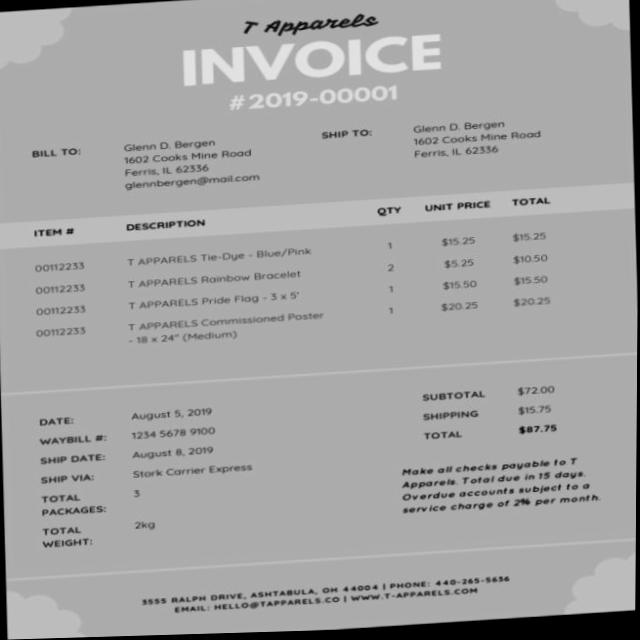 T Apparels
INVOICE
#2019-00001
BILL TO:
Glenn D. Bergen
1602 Cooks Mine Road
Ferris, IL 62336
glennbergen@mail.com
SHIP TO:
Glenn D. Bergen
1602 Cooks Mine Road
Ferris, IL 62336
ITEM # DESCRIPTION QTY UNIT PRICE TOTAL
00112233 T APPARELS Tie-Dye - Blue/Pink 1 $15.25 $15.25
00112233 T APPARELS Rainbow Bracelet 2 $5.25 $10.50
00112233 T APPARELS Pride Flag - 3 x 5' 1 $15.50 $15.50
00112233 T APPARELS Commissioned Poster 1 $20.25 $20.25
- 18 x 24" (Medium)
DATE: August 5, 2019
WAYBILL #: 1234 5678 9100
SHIP DATE: August 8, 2019
SHIP VIA: Stork Carrier Express
TOTAL 3
PACKAGES:
TOTAL 2kg
WEIGHT:
SUBTOTAL $72.00
SHIPPING $15.75
TOTAL $87.75
Make all checks payable to T
Apparels. Total due in 15 days.
Overdue accounts subject to a
service charge of 2% per month.
3555 RALPH DRIVE, ASHTABULA, OH 44004 | PHONE: 440-265-5636
EMAIL: HELLO@TAPPARELS.CO | WWW.T-APPARELS.COM